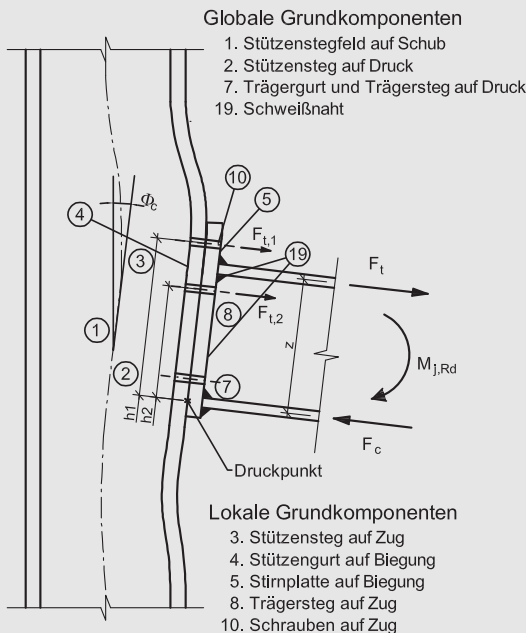 Globale Grundkomponenten
1. Stützenstegfeld auf Schub
2. Stützensteg auf Druck
7. Trägergurt und Trägersteg auf Druck
19. Schweißnaht
10
5
Φc
4
Ft,1
19
3
Ft
Ft,2
8
1
z
Mj,Rd
2
7
h1
h2
Fc
Druckpunkt
Lokale Grundkomponenten
3. Stützensteg auf Zug
4. Stützengurt auf Biegung
5. Stirnplatte auf Biegung
8. Trägersteg auf Zug
10. Schrauben auf Zug